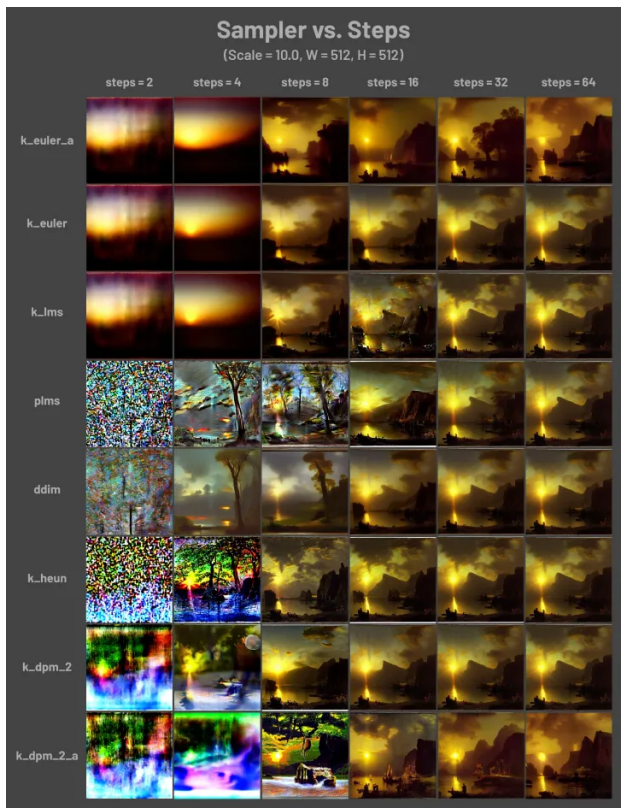 Sampler vs. Steps
(Scale = 10.0, W = 512, H = 512)
steps = 2 steps = 4 steps = 8 steps = 16 steps = 32 steps = 64
k_euler_a
k_euler
k_lms
plms
ddim
k_heun
k_dpm_2
k_dpm_2_a